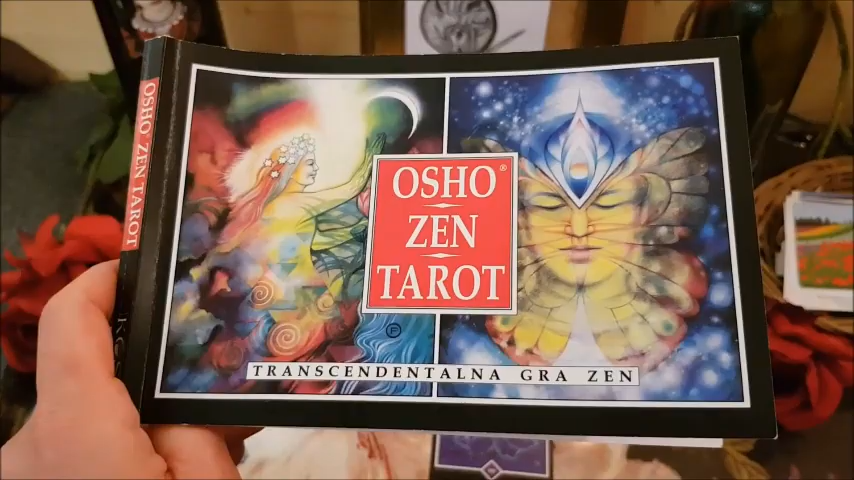 OSHO®
ZEN
TAROT
TRANSCENDENTALNA GRA ZEN
OSHO ZEN TAROT